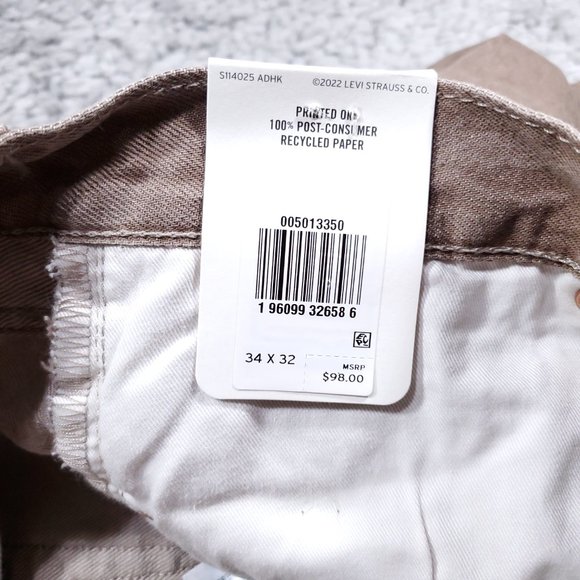 S114025 ADHK ©2022 LEVI STRAUSS & CO.
PRINTED ON
100% POST-CONSUMER
RECYCLED PAPER
005013350
1 96099 32658 6
34 X 32
MSRP
$98.00